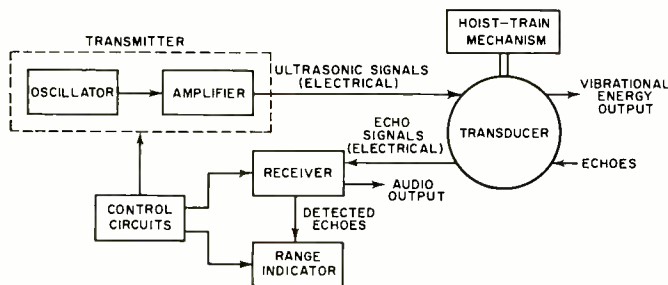 HOIST-TRAIN
MECHANISM
TRANSMITTER
OSCILLATOR
AMPLIFIER
ULTRASONIC SIGNALS
(ELECTRICAL)
TRANSDUCER
VIBRATIONAL
ENERGY
OUTPUT
ECHO
SIGNALS
(ELECTRICAL)
ECHOES
RECEIVER
AUDIO
OUTPUT
CONTROL
CIRCUITS
DETECTED
ECHOES
RANGE
INDICATOR